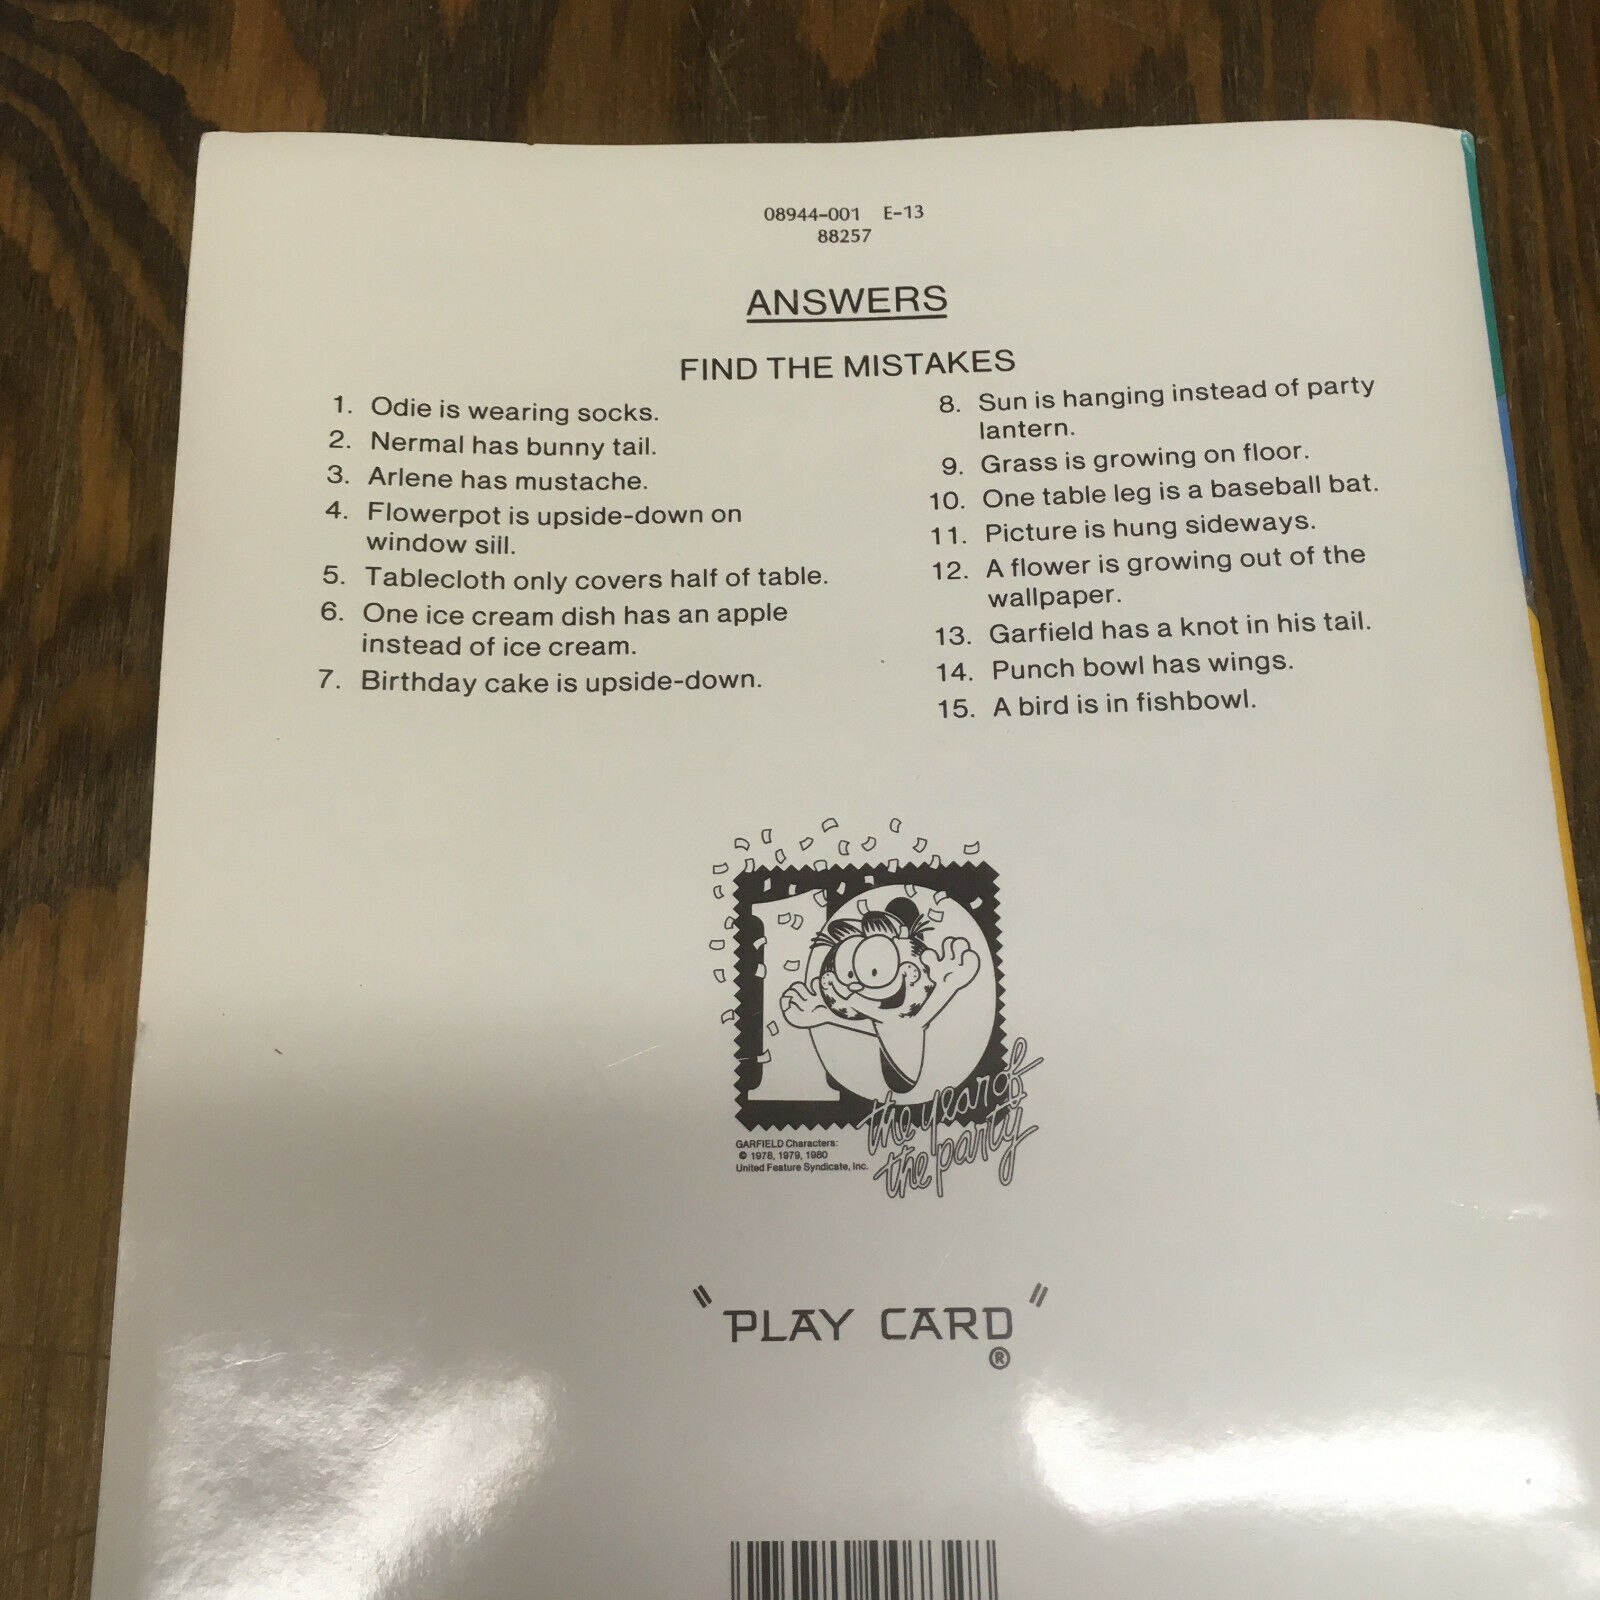 08944-001 E-13
88257
ANSWERS
FIND THE MISTAKES
1. Odie is wearing socks.
2. Nermal has bunny tail.
3. Arlene has mustache.
4. Flowerpot is upside-down on
window sill.
5. Tablecloth only covers half of table.
6. One ice cream dish has an apple
instead of ice cream.
7. Birthday cake is upside-down.
8. Sun is hanging instead of party
lantern.
9. Grass is growing on floor.
10. One table leg is a baseball bat.
11. Picture is hung sideways.
12. A flower is growing out of the
wallpaper.
13. Garfield has a knot in his tail.
14. Punch bowl has wings.
15. A bird is in fishbowl.
10
the year of
the party
GARFIELD Characters:
© 1978, 1979, 1980
United Feature Syndicate, Inc.
"PLAY CARD"
®